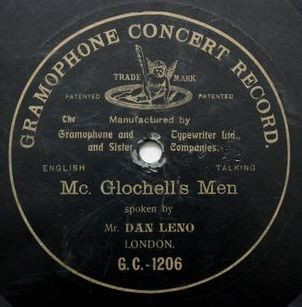 GRAMOPHONE CONCERT RECORD.
TRADE MARK
PATENTED PATENTED
The Manufactured by
Gramophone and Typewriter Ltd.,
and Sister Companies.
ENGLISH TALKING
Mc. Glochell's Men
spoken by
Mr. DAN LENO
LONDON.
G.C.-1206